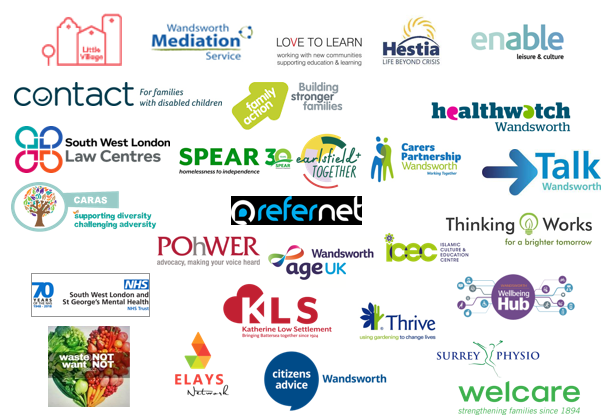 Little
Village
Wandsworth
Mediation
Service
LOVE TO LEARN
working with new communities
supporting education & learning
Hestia
LIFE BEYOND CRISIS
enable
leisure & culture
contact
For families
with disabled children
family
action
Building
stronger
families
healthwatch
Wandsworth
South West London
Law Centres
SPEAR 30
homelessness to independence
SPEAR
earlsfield+
TOGETHER
Carers
Partnership
Wandsworth
Working Together
Talk
Wandsworth
CARAS
supporting diversity
challenging adversity
refernet
Thinking Works
for a brighter tomorrow
POhWER
advocacy, making your voice heard
Wandsworth
age UK
icec
ISLAMIC
CULTURE &
EDUCATION
CENTRE
70
YEARS
OF THE NHS
1948 - 2018
NHS
South West London and
St George's Mental Health
NHS Trust
KLS
Katherine Low Settlement
Bringing Battersea together since 1924
Thrive
using gardening to change lives
Wellbeing
Hub
waste NOT
want NOT
ELAYS
Network
citizens
advice
Wandsworth
SURREY PHYSIO
welcare
strengthening families since 1894